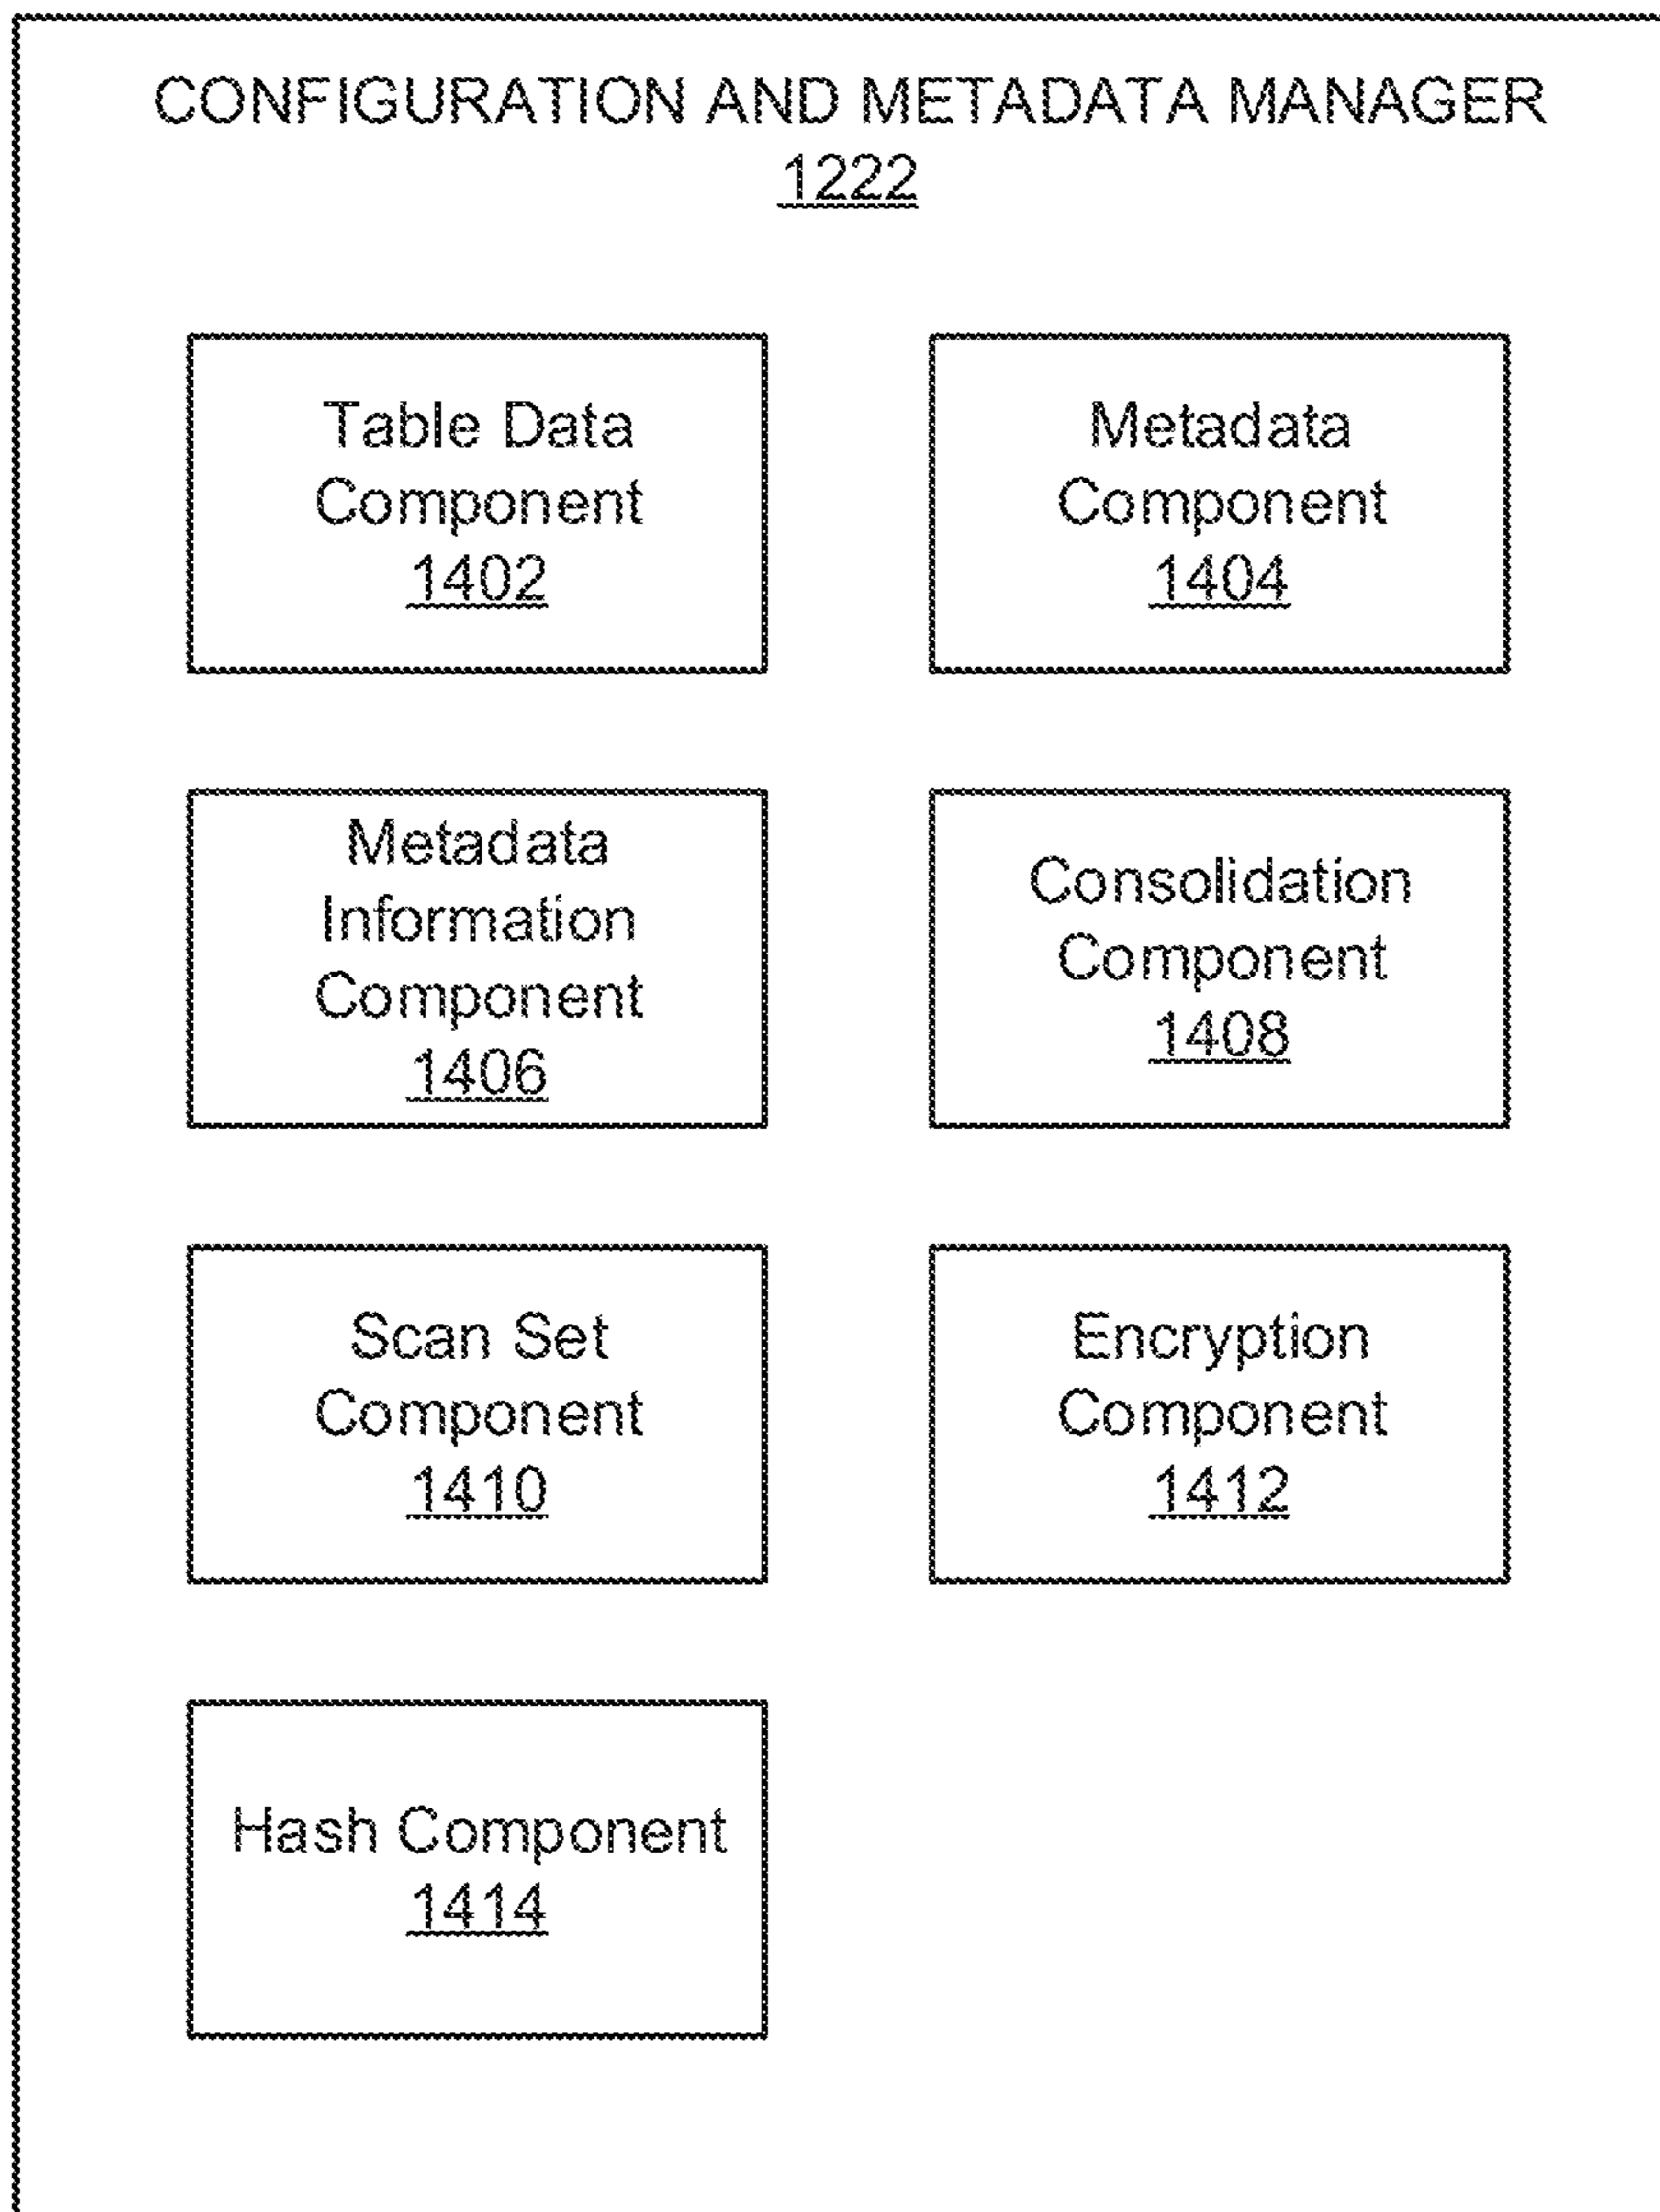 CONFIGURATION AND METADATA MANAGER
1222
Table Data
Component
1402
Metadata
Component
1404
Metadata
Information
Component
1406
Consolidation
Component
1408
Scan Set
Component
1410
Encryption
Component
1412
Hash Component
1414